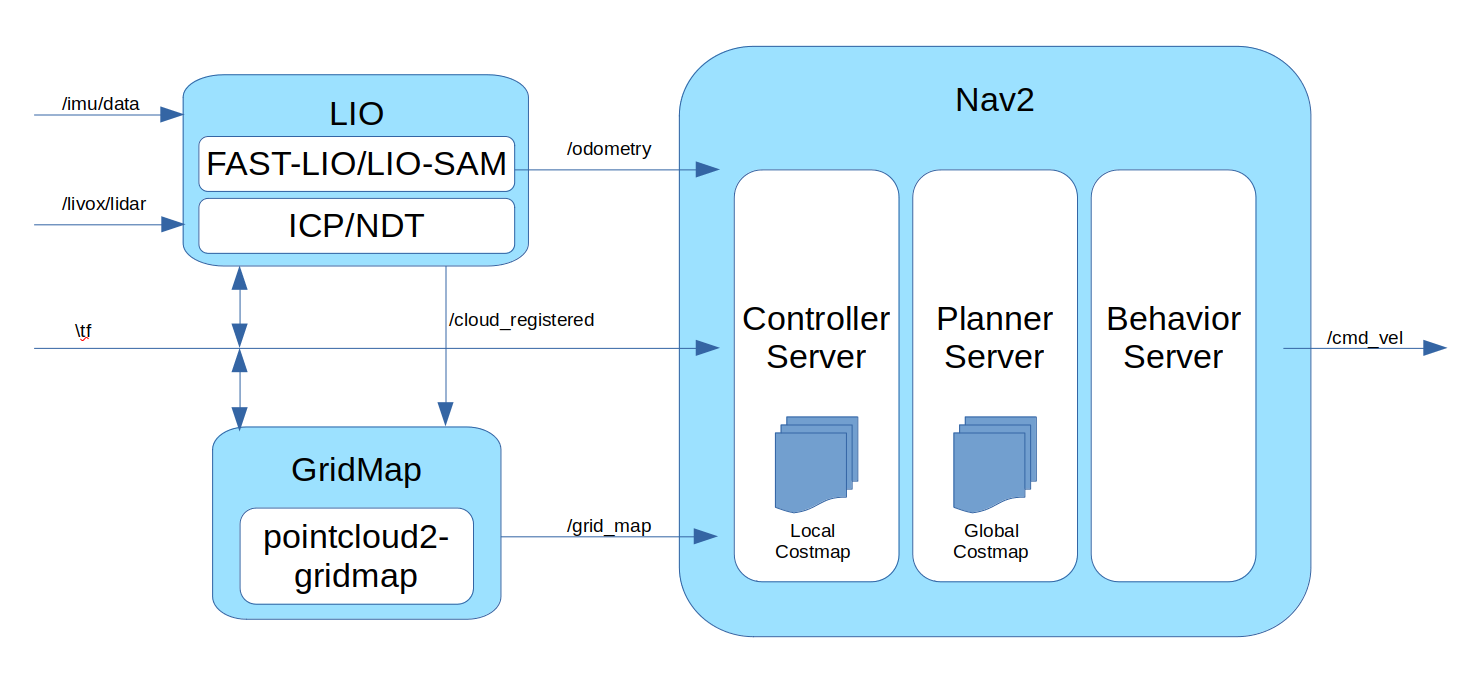 /imu/data
/livox/lidar
\tf
LIO
FAST-LIO/LIO-SAM
ICP/NDT
/odometry
/cloud_registered
GridMap
pointcloud2-
gridmap
/grid_map
Nav2
Controller
Server
Local
Costmap
Planner
Server
Global
Costmap
Behavior
Server
/cmd_vel